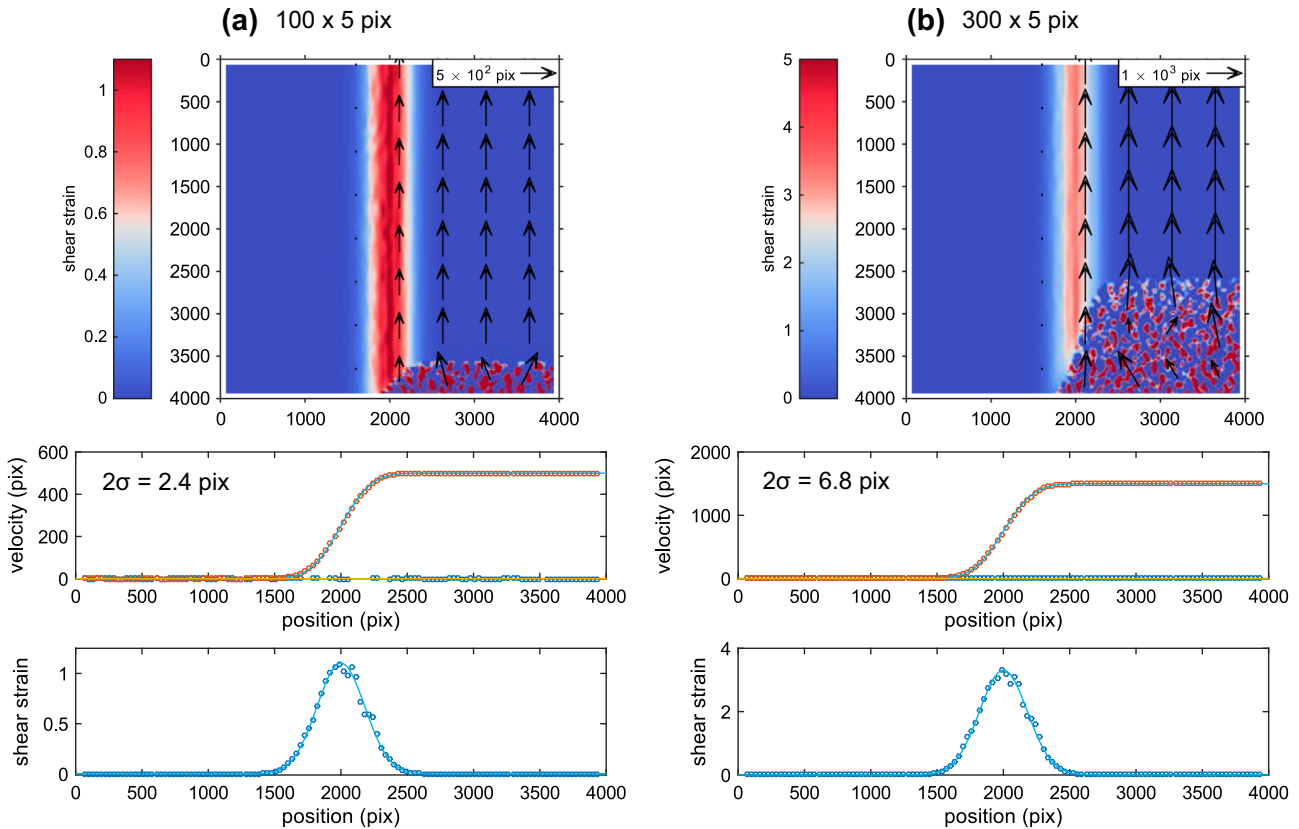 (a) 100 x 5 pix
shear strain
1
0.8
0.6
0.4
0.2
0
0
500
1000
1500
2000
2500
3000
3500
4000
5 × 10² pix
0 1000 2000 3000 4000
(b) 300 x 5 pix
shear strain
5
4
3
2
1
0
0
500
1000
1500
2000
2500
3000
3500
4000
1 × 10³ pix
0 1000 2000 3000 4000
velocity (pix)
600
400
200
0
2σ = 2.4 pix
0 500 1000 1500 2000 2500 3000 3500 4000
position (pix)
velocity (pix)
2000
1000
0
2σ = 6.8 pix
0 500 1000 1500 2000 2500 3000 3500 4000
position (pix)
shear strain
1
0.5
0
0 500 1000 1500 2000 2500 3000 3500 4000
position (pix)
shear strain
4
2
0
0 500 1000 1500 2000 2500 3000 3500 4000
position (pix)